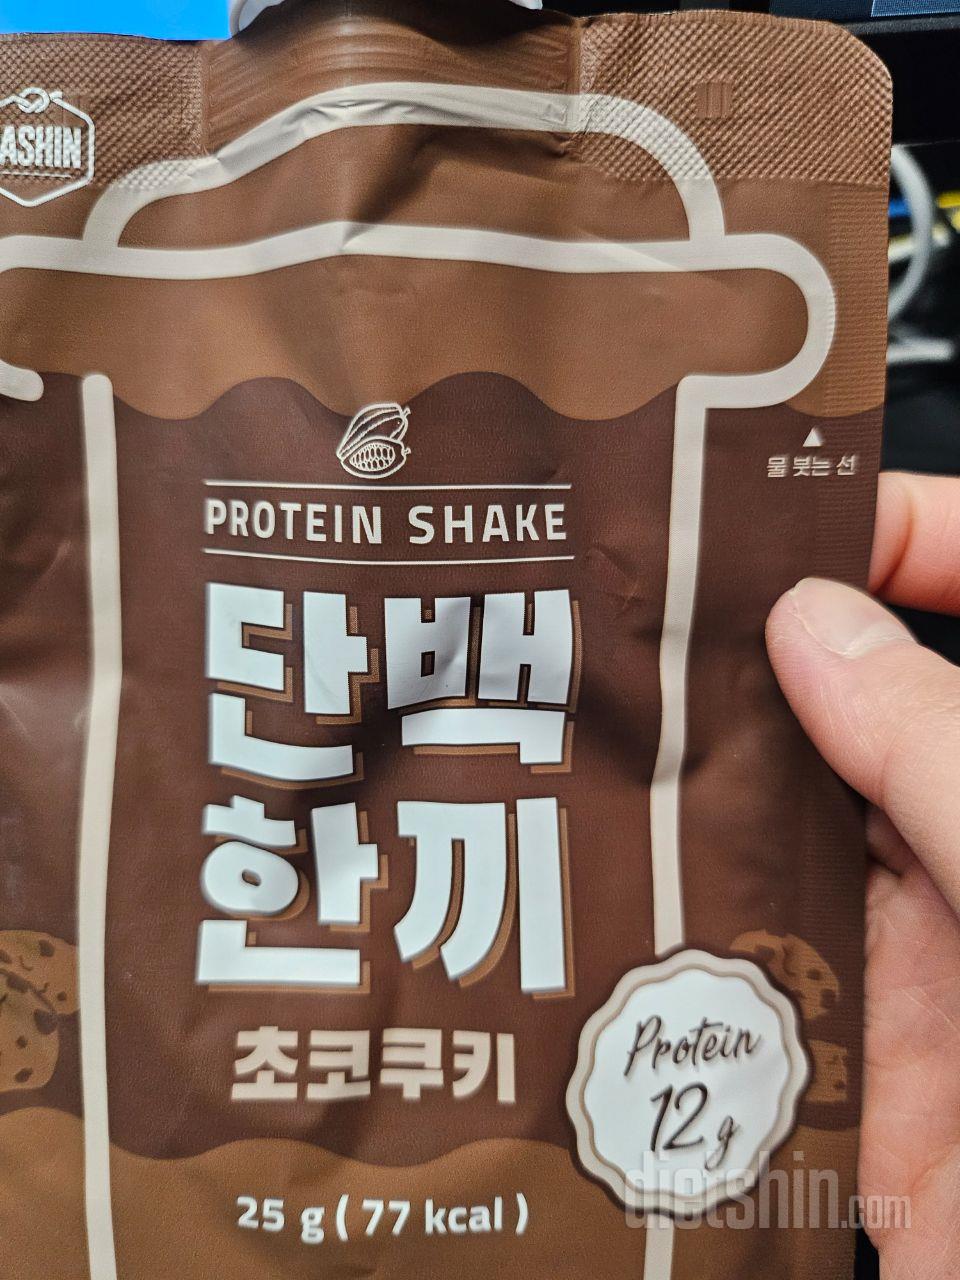 ASHIN
물 붓는 선
PROTEIN SHAKE
단백
한끼
초코쿠키
Protein
12g
25 g ( 77 kcal )
dietshin.com